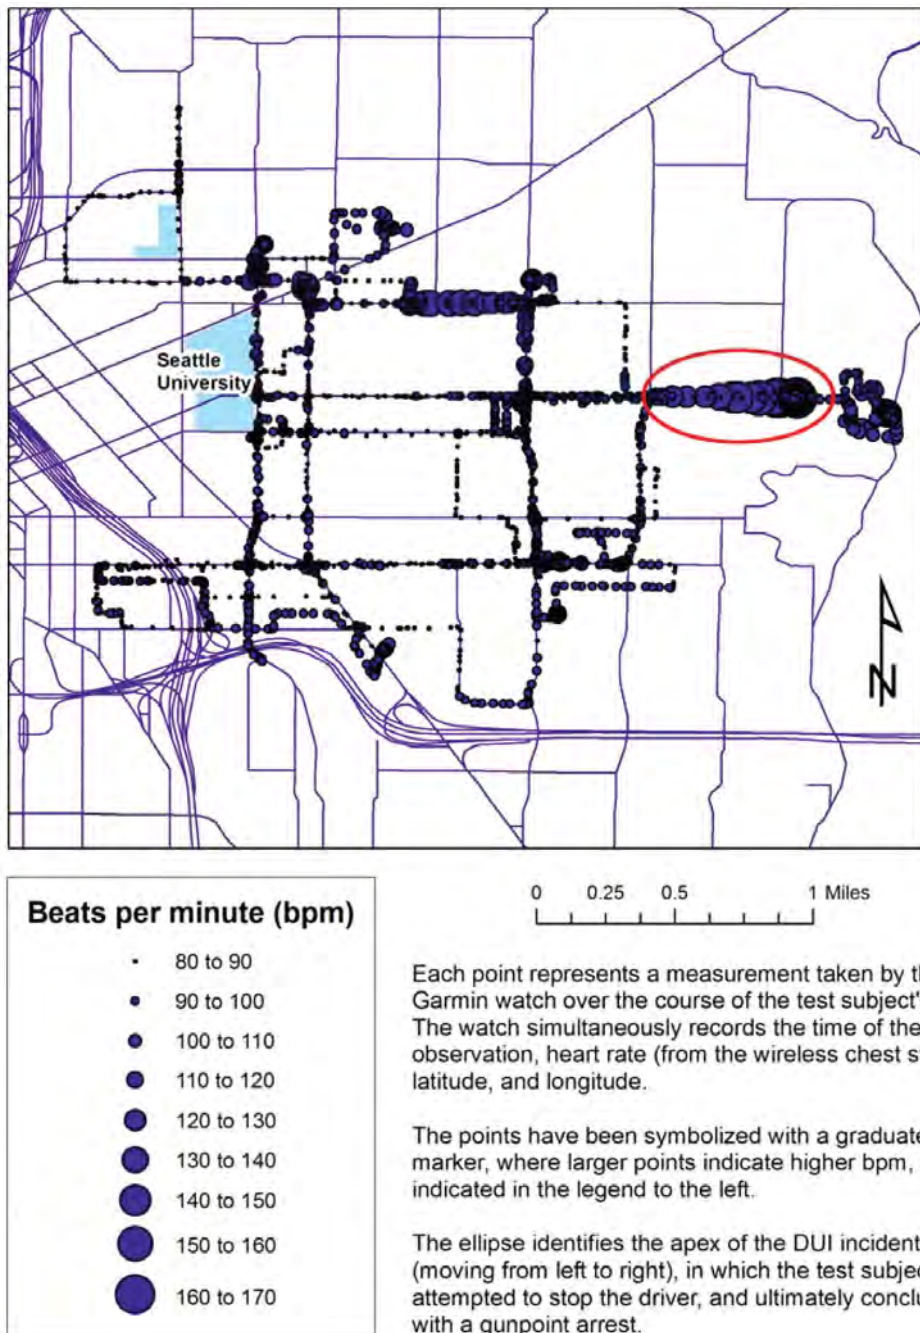 Seattle
University
N
Beats per minute (bpm)
80 to 90
90 to 100
100 to 110
110 to 120
120 to 130
130 to 140
140 to 150
150 to 160
160 to 170
0 0.25 0.5 1 Miles
Each point represents a measurement taken by
Garmin watch over the course of the test subject'
The watch simultaneously records the time of the
observation, heart rate (from the wireless chest
latitude, and longitude.
The points have been symbolized with a
marker, where larger points indicate higher bpm,
indicated in the legend to the left.
The ellipse identifies the apex of the DUI incident
(moving from left to right), in which the test
attempted to stop the driver, and ultimately
with a gunpoint arrest.